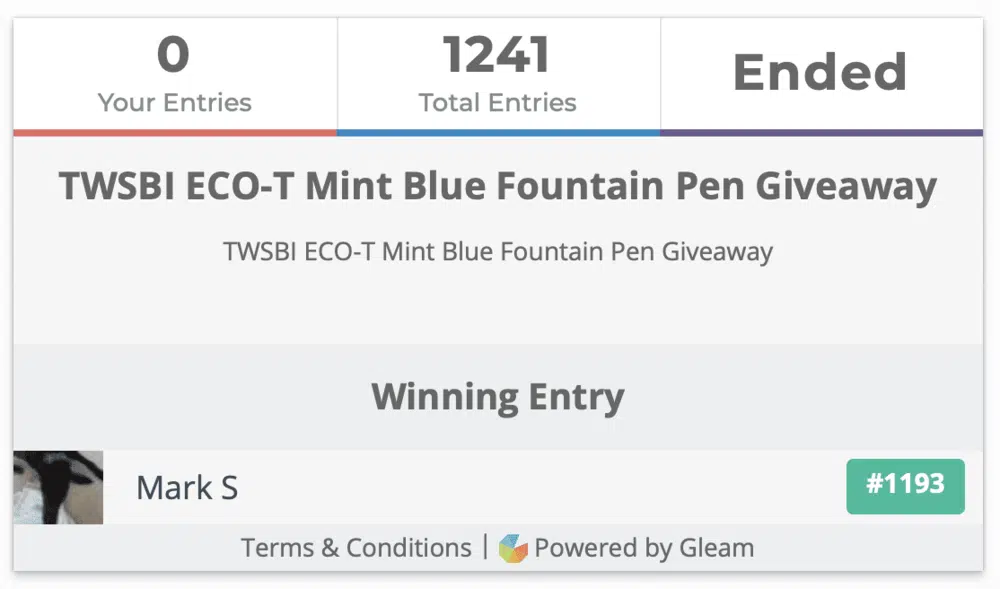 0
Your Entries
1241
Total Entries
Ended
TWSBI ECO-T Mint Blue Fountain Pen Giveaway
TWSBI ECO-T Mint Blue Fountain Pen Giveaway
Winning Entry
Mark S
#1193
Terms & Conditions | Powered by Gleam